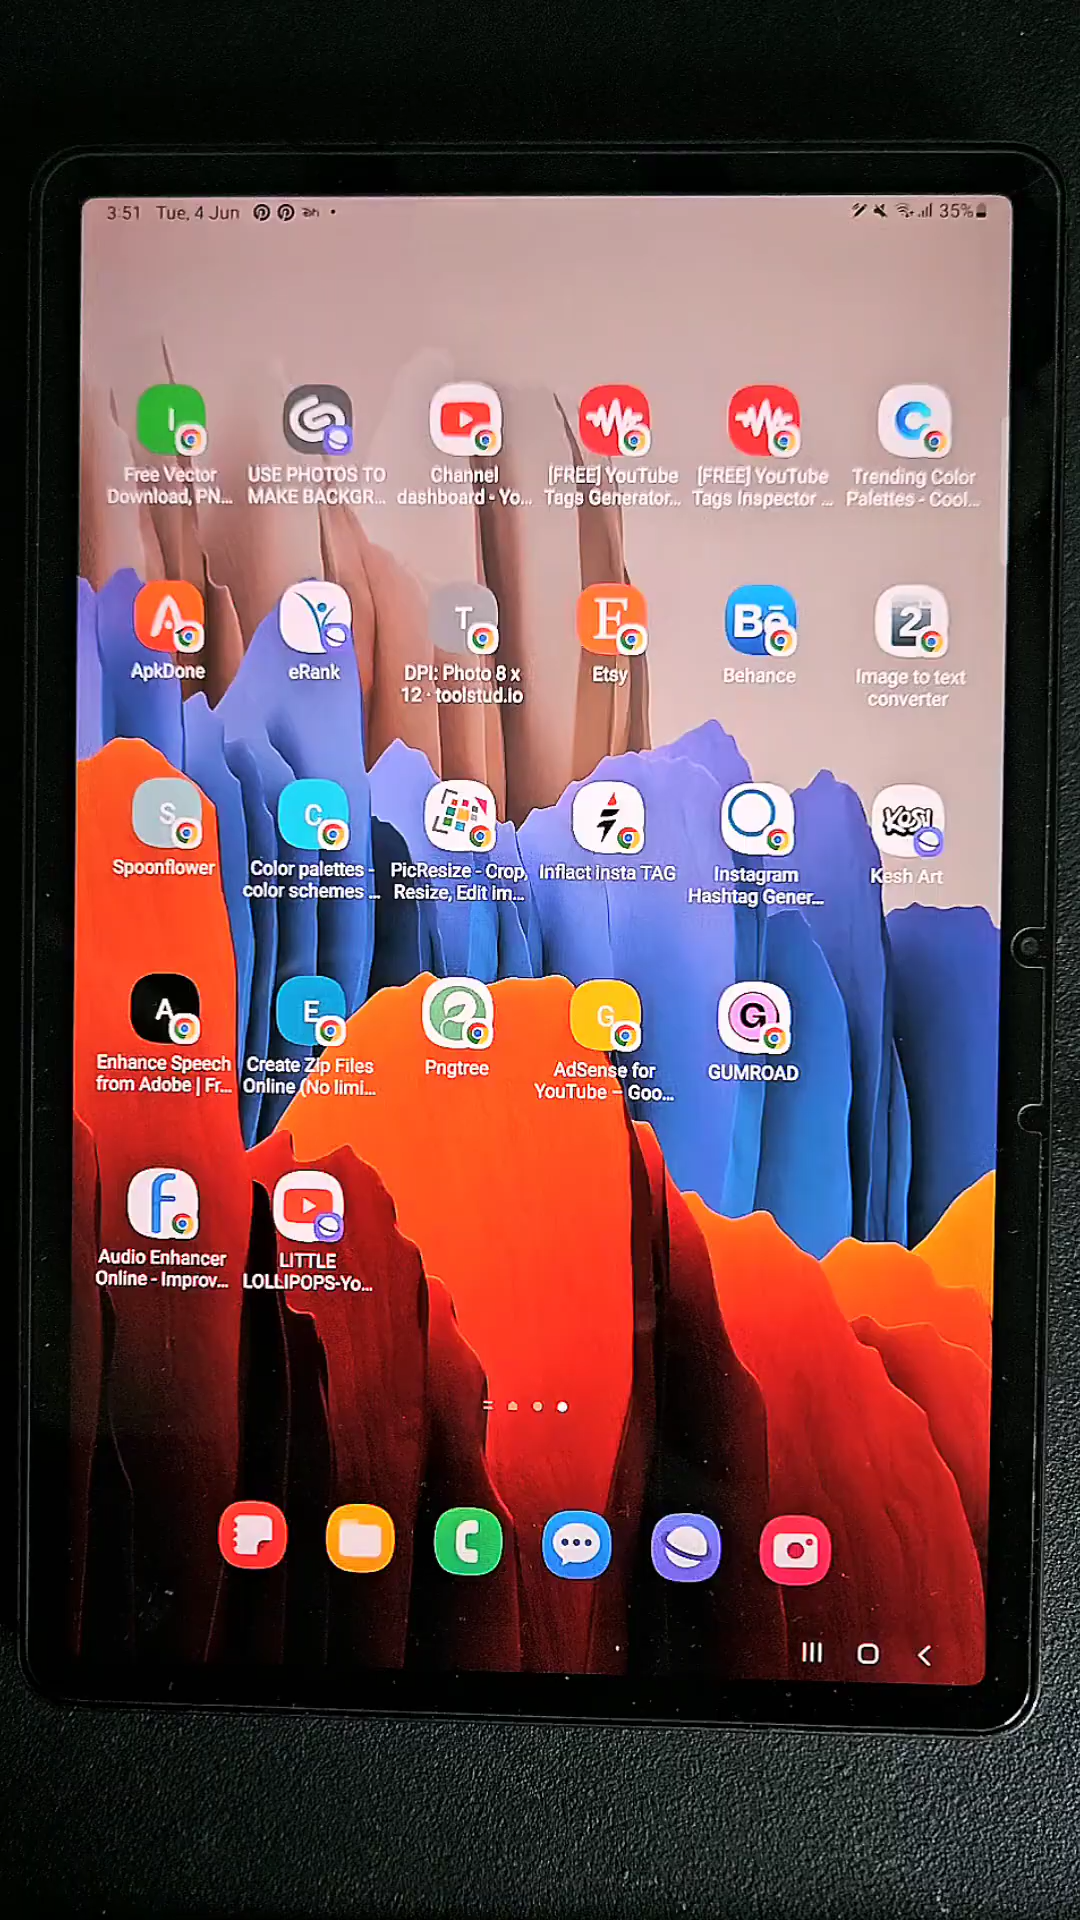 3:51 Tue, 4 Jun
35%
I
Free Vector
Download, PN...
USE PHOTOS TO
MAKE BACKGR...
Channel
dashboard - Yo...
[FREE] YouTube
Tags Generator...
[FREE] YouTube
Tags Inspector ...
Trending Color
Palettes - Cool...
ApkDone
eRank
T
DPI: Photo 8 x
12 · toolstud.io
E
Etsy
Bē
Behance
2
Image to text
converter
S
Spoonflower
C
Color palettes -
color schemes ...
PicResize - Crop,
Resize, Edit im...
Inflact insta TAG
Instagram
Hashtag Gener...
KOSI
Kesh Art
A
Enhance Speech
from Adobe | Fr...
E
Create Zip Files
Online (No limi...
Pngtree
G
AdSense for
YouTube – Goo...
G
GUMROAD
f
Audio Enhancer
Online - Improv...
LITTLE
LOLLIPOPS-Yo...